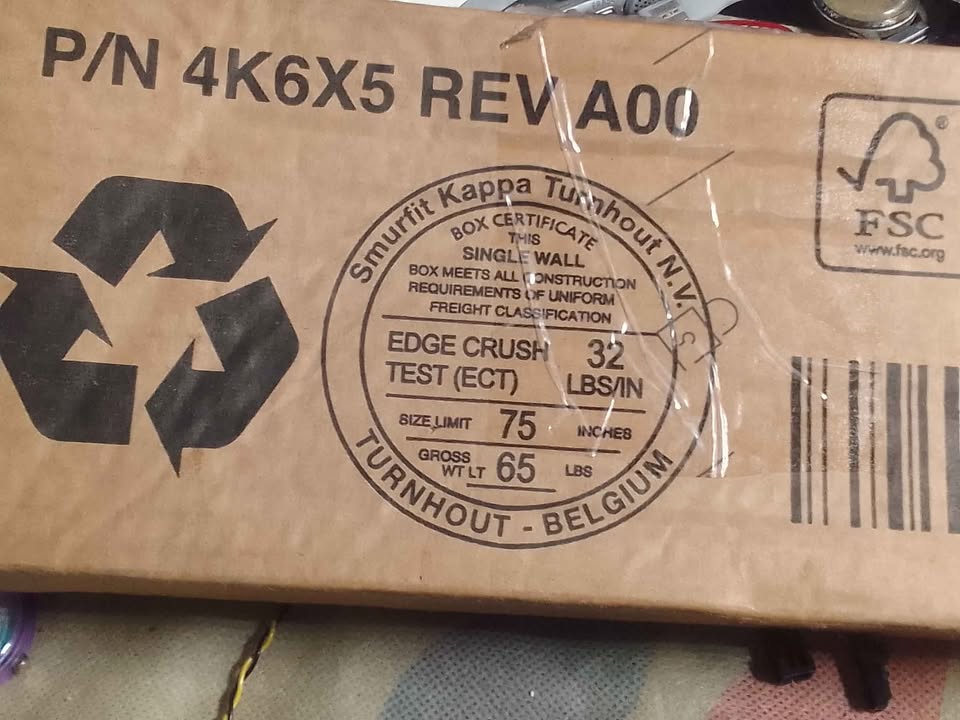 P/N 4K6X5 REV A00
Smurfit Kappa Turnhout N.V.
BOX CERTIFICATE
THIS
SINGLE WALL
BOX MEETS ALL CONSTRUCTION
REQUIREMENTS OF UNIFORM
FREIGHT CLASSIFICATION
EDGE CRUSH 32
TEST (ECT) LBS/IN
SIZE LIMIT 75 INCHES
GROSS
WT LT 65 LBS
TURNHOUT - BELGIUM
®
FSC
www.fsc.org